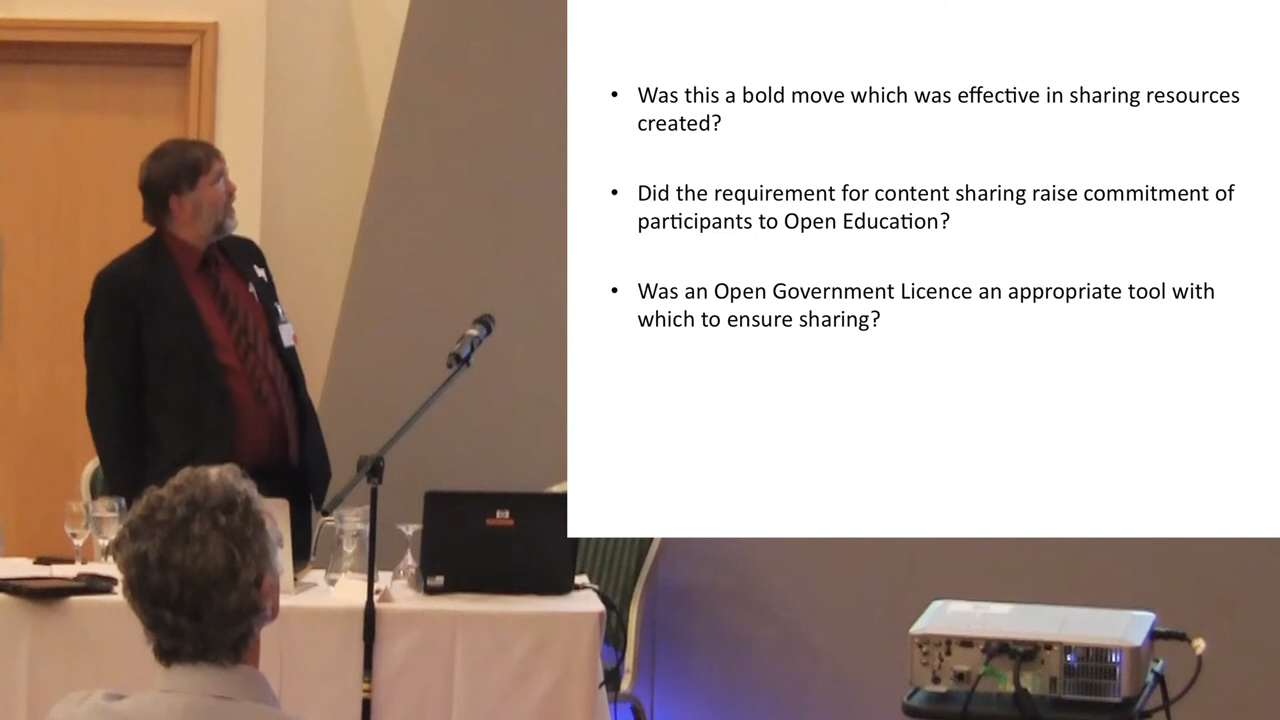 • Was this a bold move which was effective in sharing resources
created?
• Did the requirement for content sharing raise commitment of
participants to Open Education?
• Was an Open Government Licence an appropriate tool with
which to ensure sharing?
hp